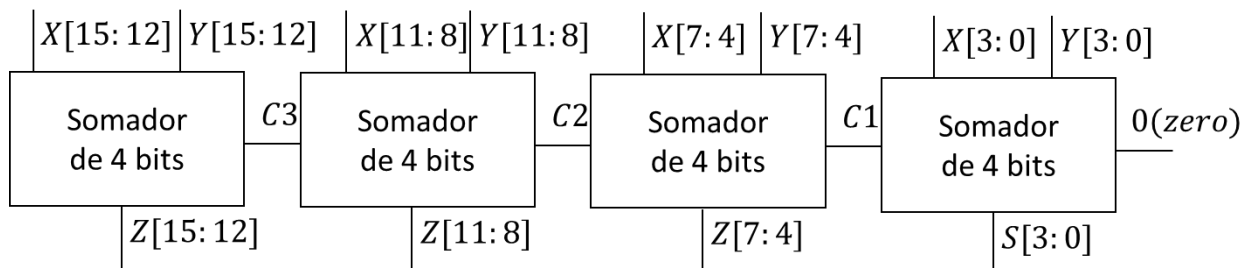 X[15:12] Y[15:12] X[11:8] Y[11:8] X[7:4] Y[7:4] X[3:0] Y[3:0]
Somador
de 4 bits
C3
Somador
de 4 bits
C2
Somador
de 4 bits
C1
Somador
de 4 bits
0(zero)
Z[15:12] Z[11:8] Z[7:4] S[3:0]